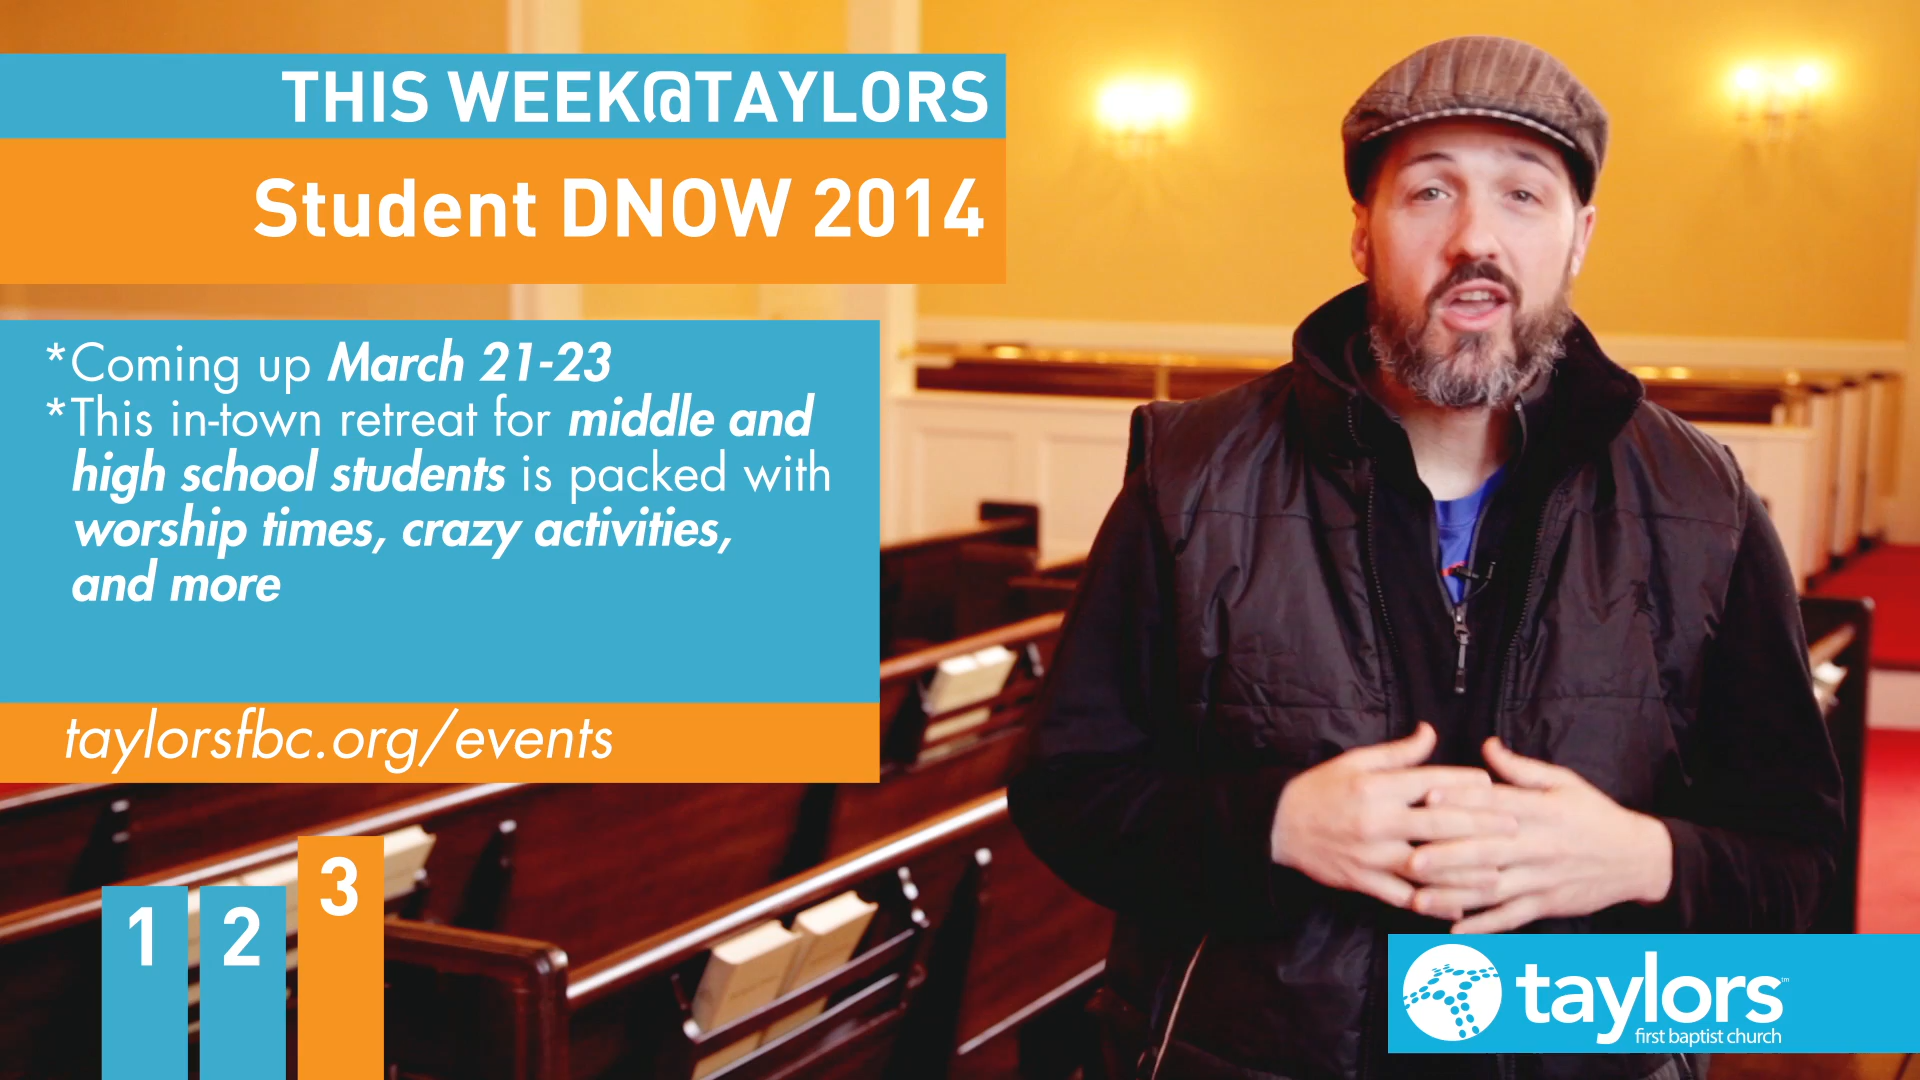 THIS WEEK@TAYLORS
Student DNOW 2014
*Coming up March 21-23
*This in-town retreat for middle and
high school students is packed with
worship times, crazy activities,
and more
taylorsfbc.org/events
1 2 3
taylors™
first baptist church